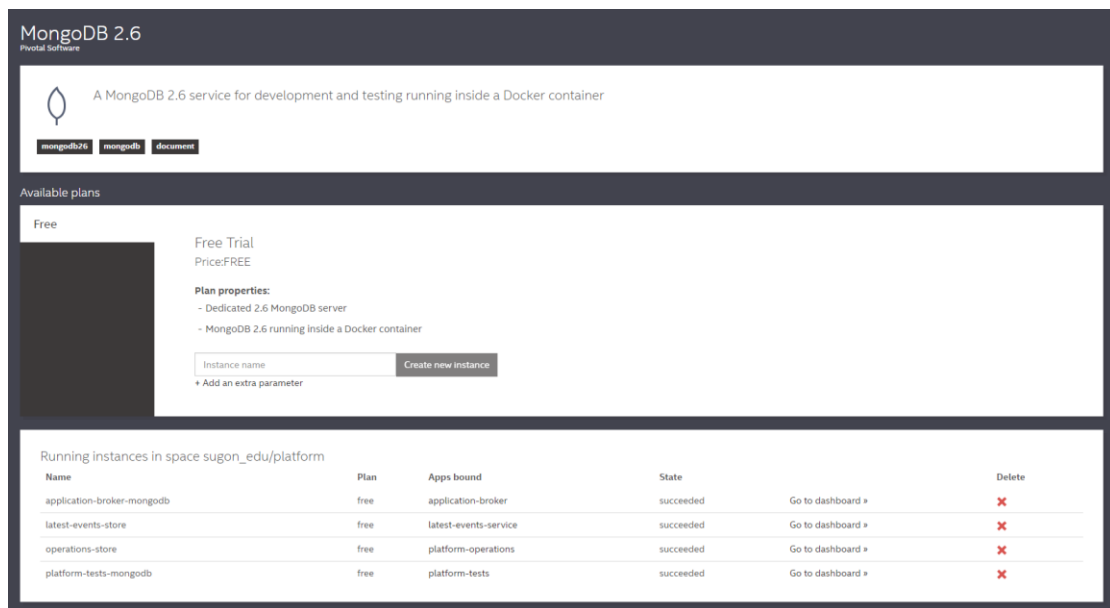 MongoDB 2.6
Pivotal Software
A MongoDB 2.6 service for development and testing running inside a Docker container
mongodb26 mongodb document
Available plans
Free
Free Trial
Price:FREE
Plan properties:
- Dedicated 2.6 MongoDB server
- MongoDB 2.6 running inside a Docker container
Instance name Create new instance
+ Add an extra parameter
Running instances in space sugon_edu/platform
Name Plan Apps bound State Delete
application-broker-mongodb free application-broker succeeded Go to dashboard »
latest-events-store free latest-events-service succeeded Go to dashboard »
operations-store free platform-operations succeeded Go to dashboard »
platform-tests-mongodb free platform-tests succeeded Go to dashboard »